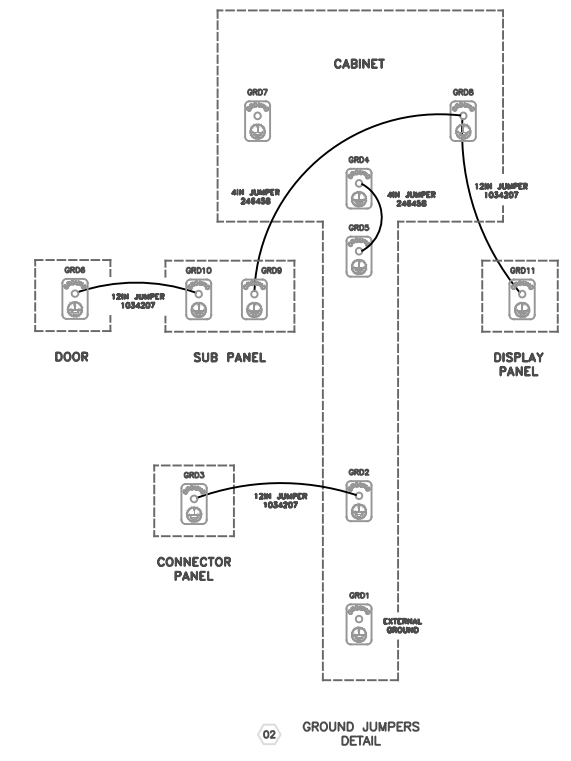 CABINET
GRD7
GRD8
GRD4
4IN JUMPER
246456
4IN JUMPER
246456
12IN JUMPER
1034207
GRD5
GRD6
GRD10
GRD9
GRD11
12IN JUMPER
1034207
DOOR
SUB PANEL
DISPLAY
PANEL
GRD3
GRD2
12IN JUMPER
1034207
CONNECTOR
PANEL
GRD1
EXTERNAL
GROUND
02
GROUND JUMPERS
DETAIL